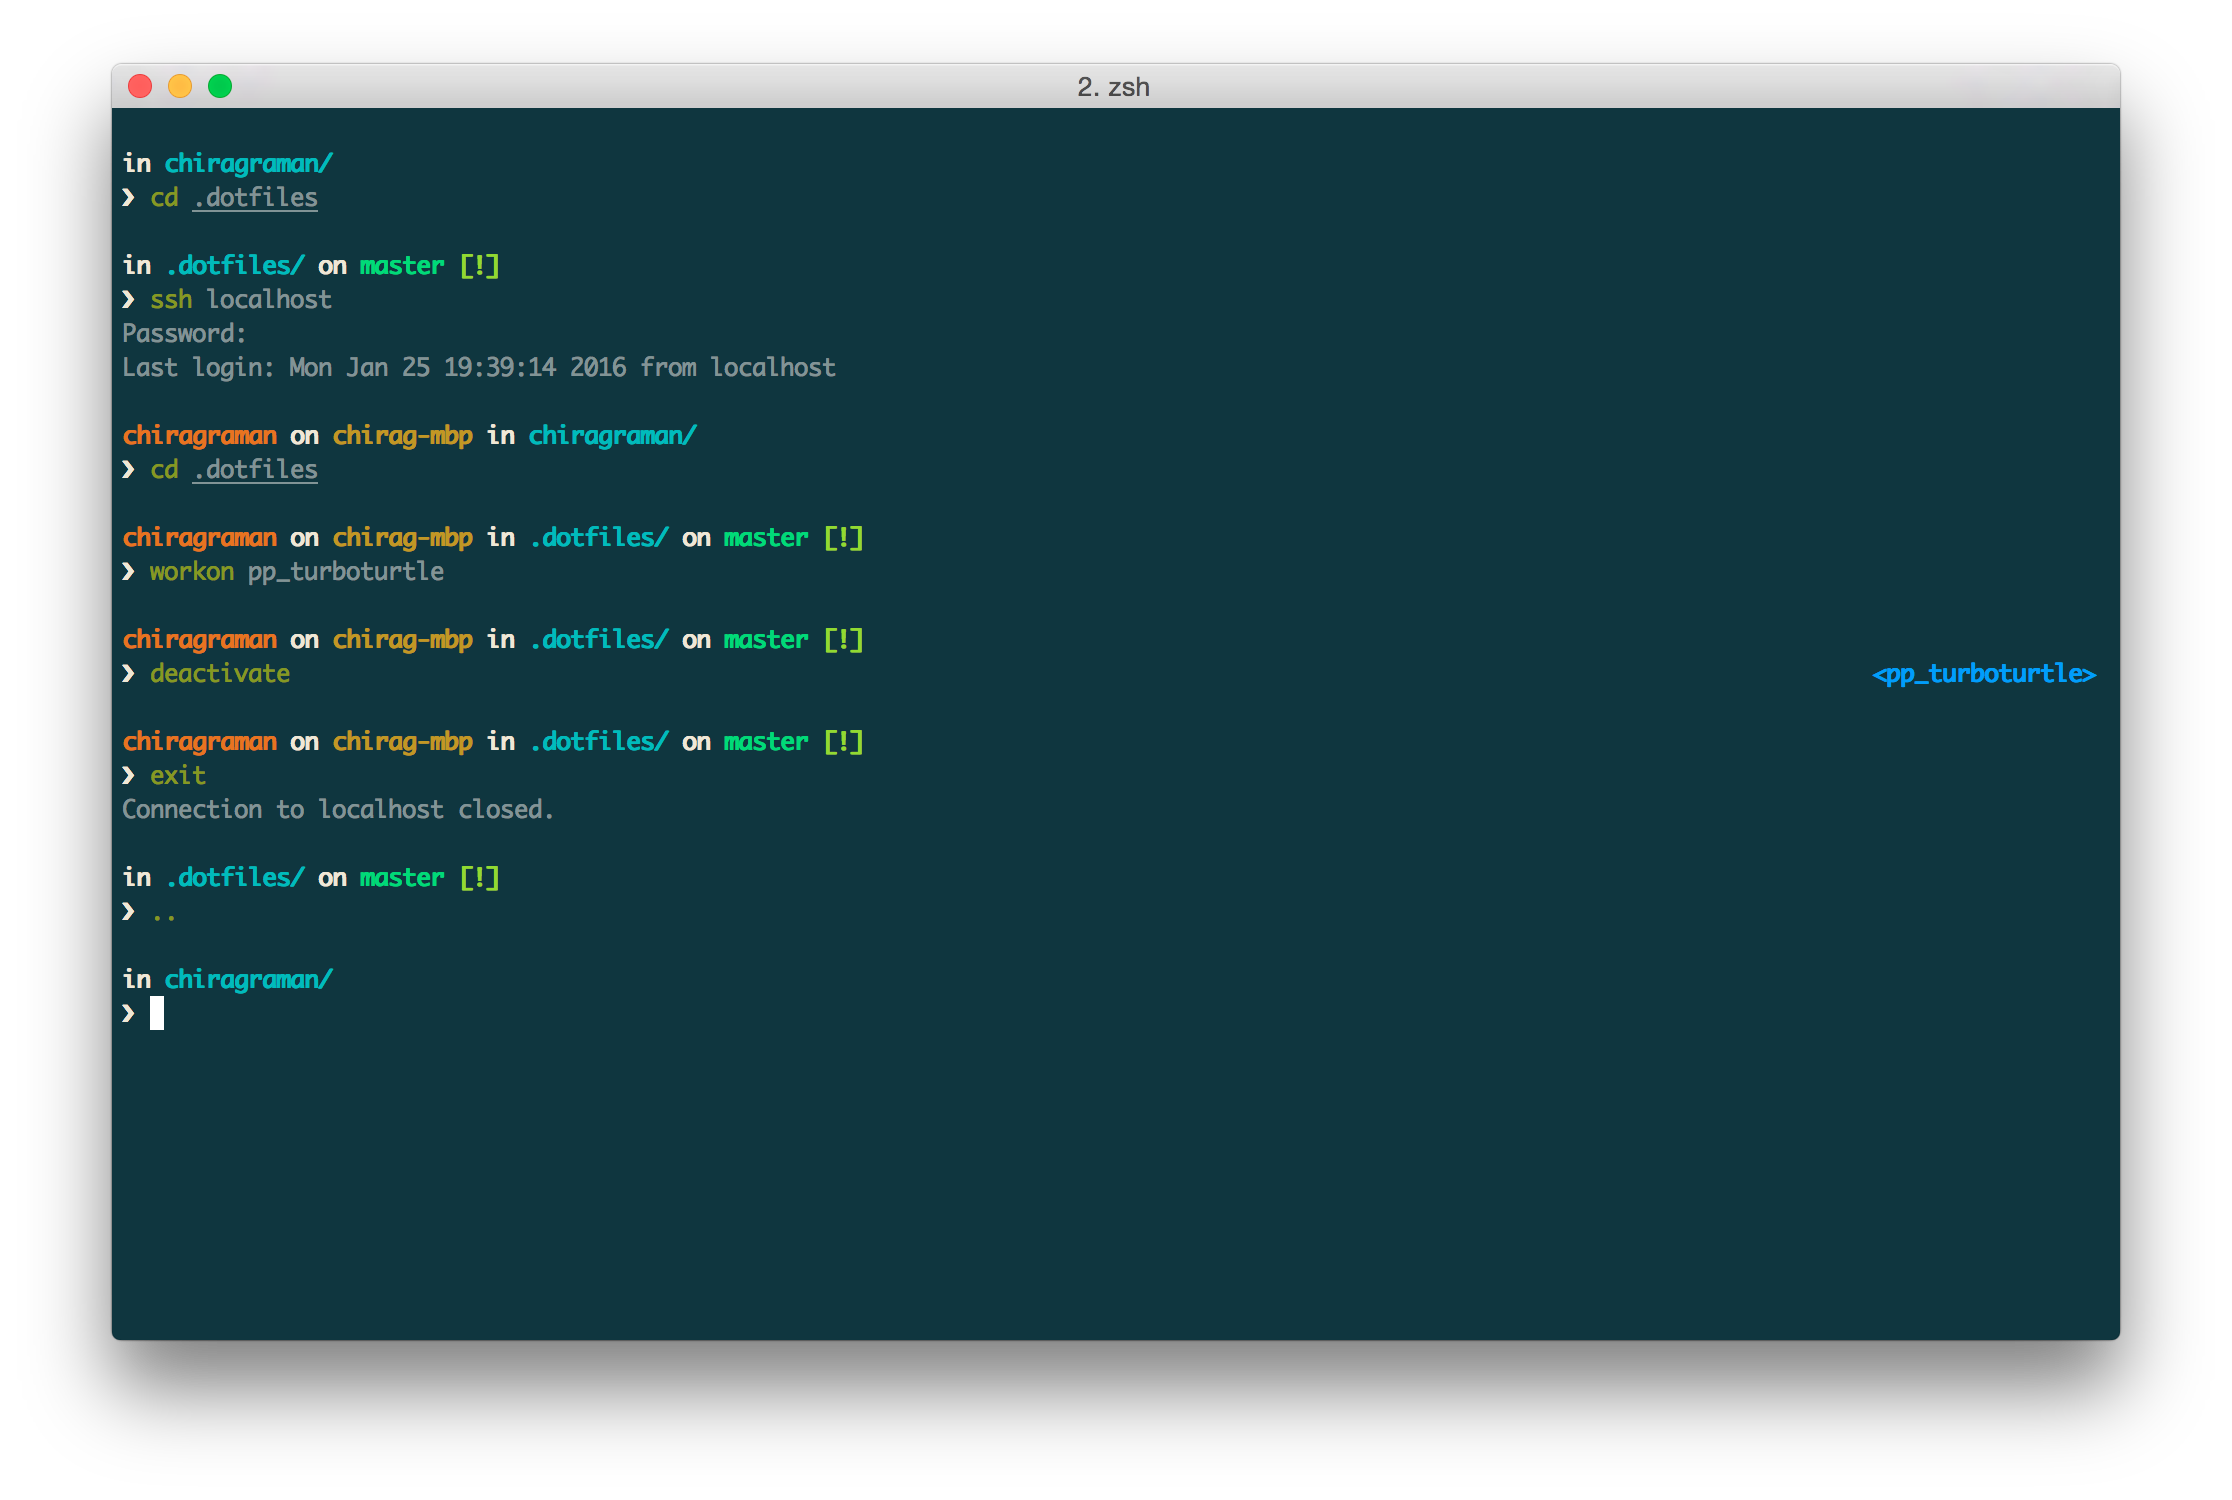 2. zsh
in chiragraman/
❯ cd .dotfiles
in .dotfiles/ on master [!]
❯ ssh localhost
Password:
Last login: Mon Jan 25 19:39:14 2016 from localhost
chiragraman on chirag-mbp in chiragraman/
❯ cd .dotfiles
chiragraman on chirag-mbp in .dotfiles/ on master [!]
❯ workon pp_turboturtle
chiragraman on chirag-mbp in .dotfiles/ on master [!]
❯ deactivate <pp_turboturtle>
chiragraman on chirag-mbp in .dotfiles/ on master [!]
❯ exit
Connection to localhost closed.
in .dotfiles/ on master [!]
❯ ..
in chiragraman/
❯